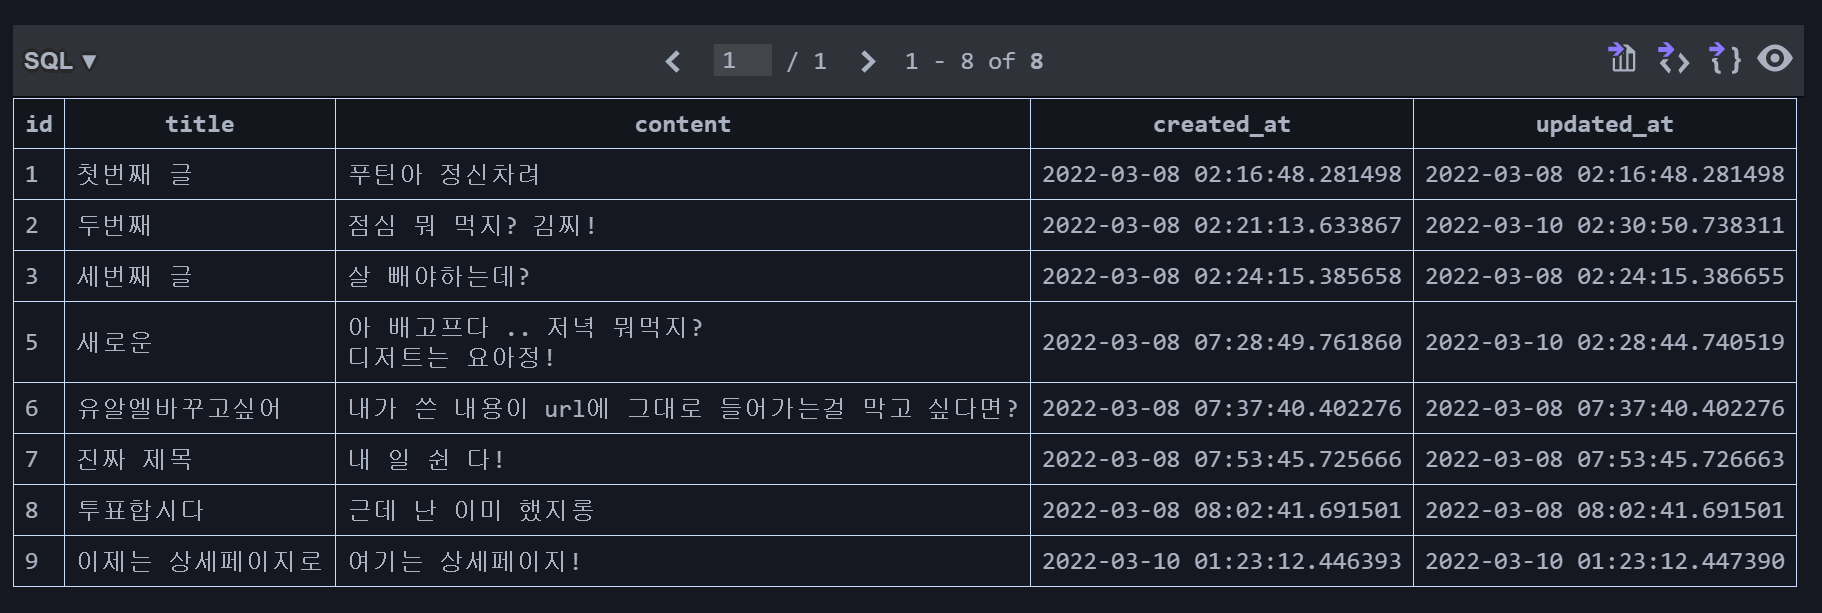 SQL ▼ 1 / 1 1 - 8 of 8
id title content created_at updated_at
1 첫번째 글 푸틴아 정신차려 2022-03-08 02:16:48.281498 2022-03-08 02:16:48.281498
2 두번째 점심 뭐 먹지? 김찌! 2022-03-08 02:21:13.633867 2022-03-10 02:30:50.738311
3 세번째 글 살 빼야하는데? 2022-03-08 02:24:15.385658 2022-03-08 02:24:15.386655
5 새로운 아 배고프다 .. 저녁 뭐먹지? 2022-03-08 07:28:49.761860 2022-03-10 02:28:44.740519
디저트는 요아정!
6 유알엘바꾸고싶어 내가 쓴 내용이 url에 그대로 들어가는걸 막고 싶다면? 2022-03-08 07:37:40.402276 2022-03-08 07:37:40.402276
7 진짜 제목 내 일 쉰 다! 2022-03-08 07:53:45.725666 2022-03-08 07:53:45.726663
8 투표합시다 근데 난 이미 했지롱 2022-03-08 08:02:41.691501 2022-03-08 08:02:41.691501
9 이제는 상세페이지로 여기는 상세페이지! 2022-03-10 01:23:12.446393 2022-03-10 01:23:12.447390